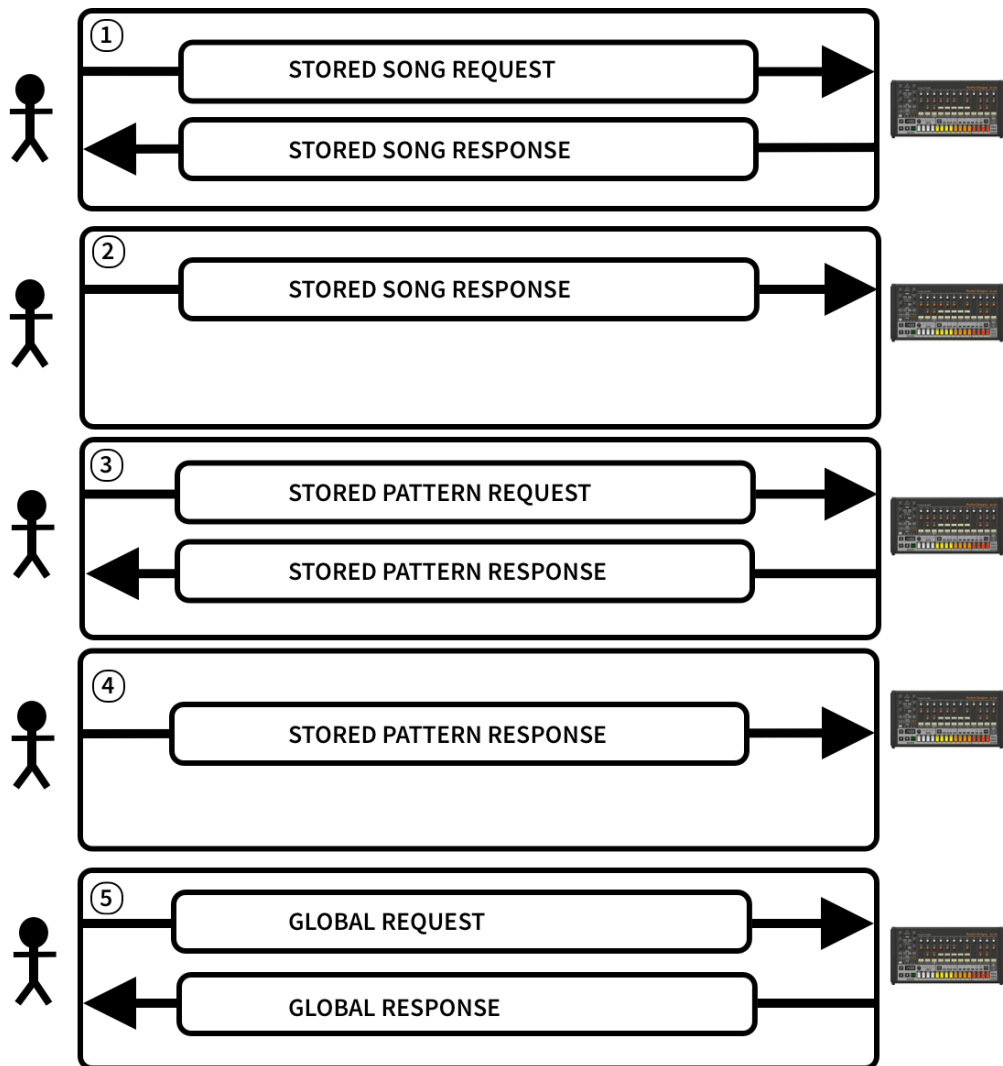 1
STORED SONG REQUEST
STORED SONG RESPONSE
2
STORED SONG RESPONSE
3
STORED PATTERN REQUEST
STORED PATTERN RESPONSE
4
STORED PATTERN RESPONSE
5
GLOBAL REQUEST
GLOBAL RESPONSE